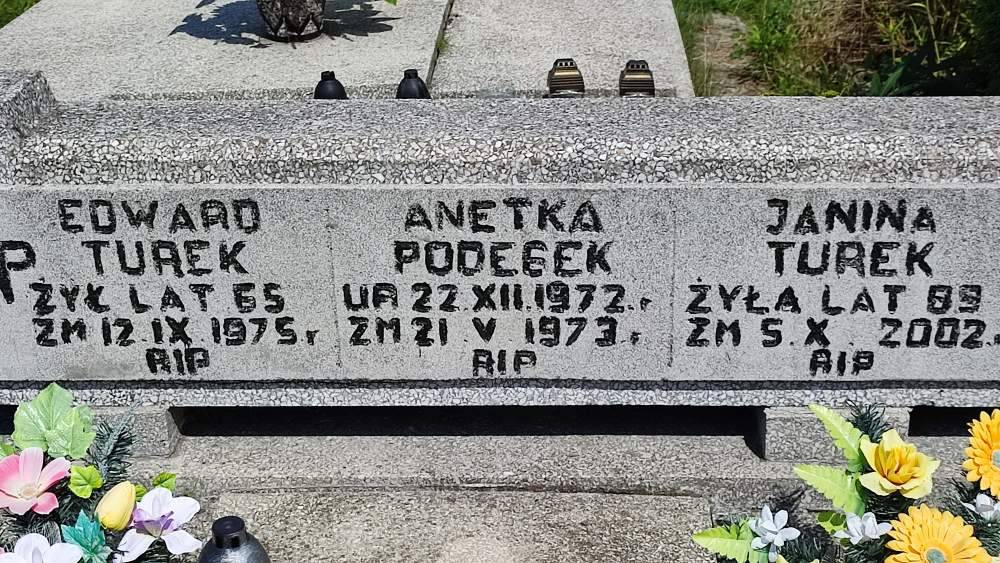 EDWARD
TUREK
ŻYŁ LAT 65
ZM 12.IX.1975.r
RIP
ANETKA
PODEGEK
UR 22.XII.1972.r
ZM 21.V.1973.r
RIP
JANINA
TUREK
ŻYŁA LAT 89
ZM 5.X.2002.r
RIP
P